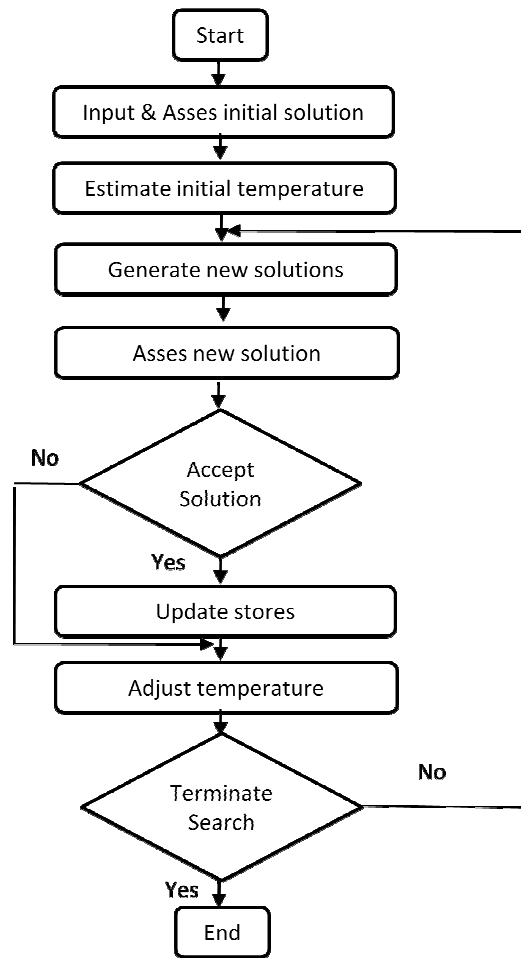 Start
Input & Asses initial solution
Estimate initial temperature
Generate new solutions
Asses new solution
No
Accept
Solution
Yes
Update stores
Adjust temperature
No
Terminate
Search
Yes
End